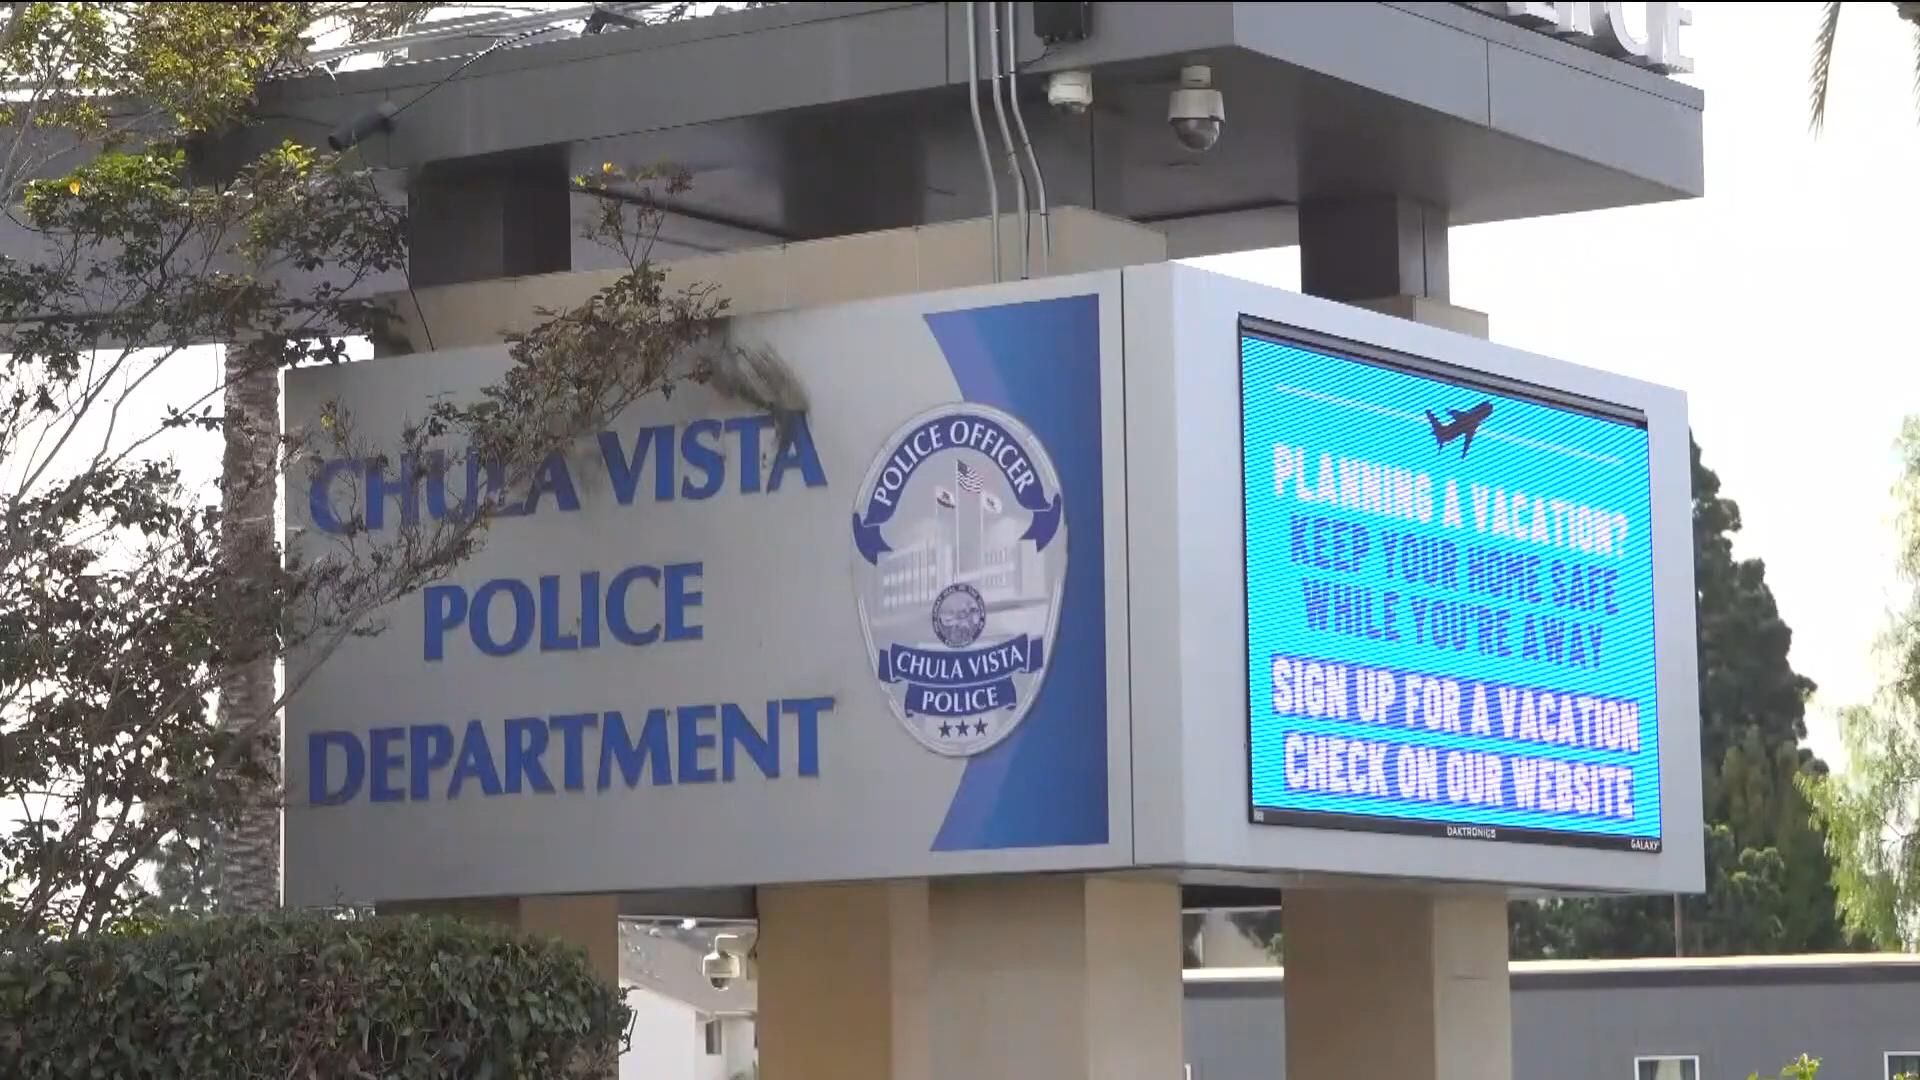 CHULA VISTA
POLICE
DEPARTMENT
POLICE OFFICER
CHULA VISTA
POLICE
PLANNING A VACATION?
KEEP YOUR HOME SAFE
WHILE YOU'RE AWAY
SIGN UP FOR A VACATION
CHECK ON OUR WEBSITE
DAKTRONICS
GALAXY